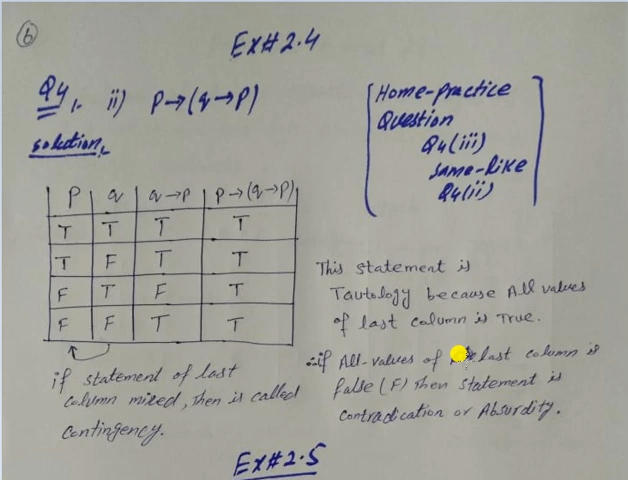 6
Ex# 2.4
Q4, ii) P→(q→P)
solution,
Home-practice
Question
Q4(iii)
same-like
Q4(ii)
P q q→P P→(q→P)
T T T T
T F T T
F T F T
F F T T
This statement is
Tautology because All values
of last column is True.
∴if All-values of last column is
false (F) Then statement is
contradication or Absurdity.
if statement of last
column mixed, then is called
contingency.
Ex# 2.5